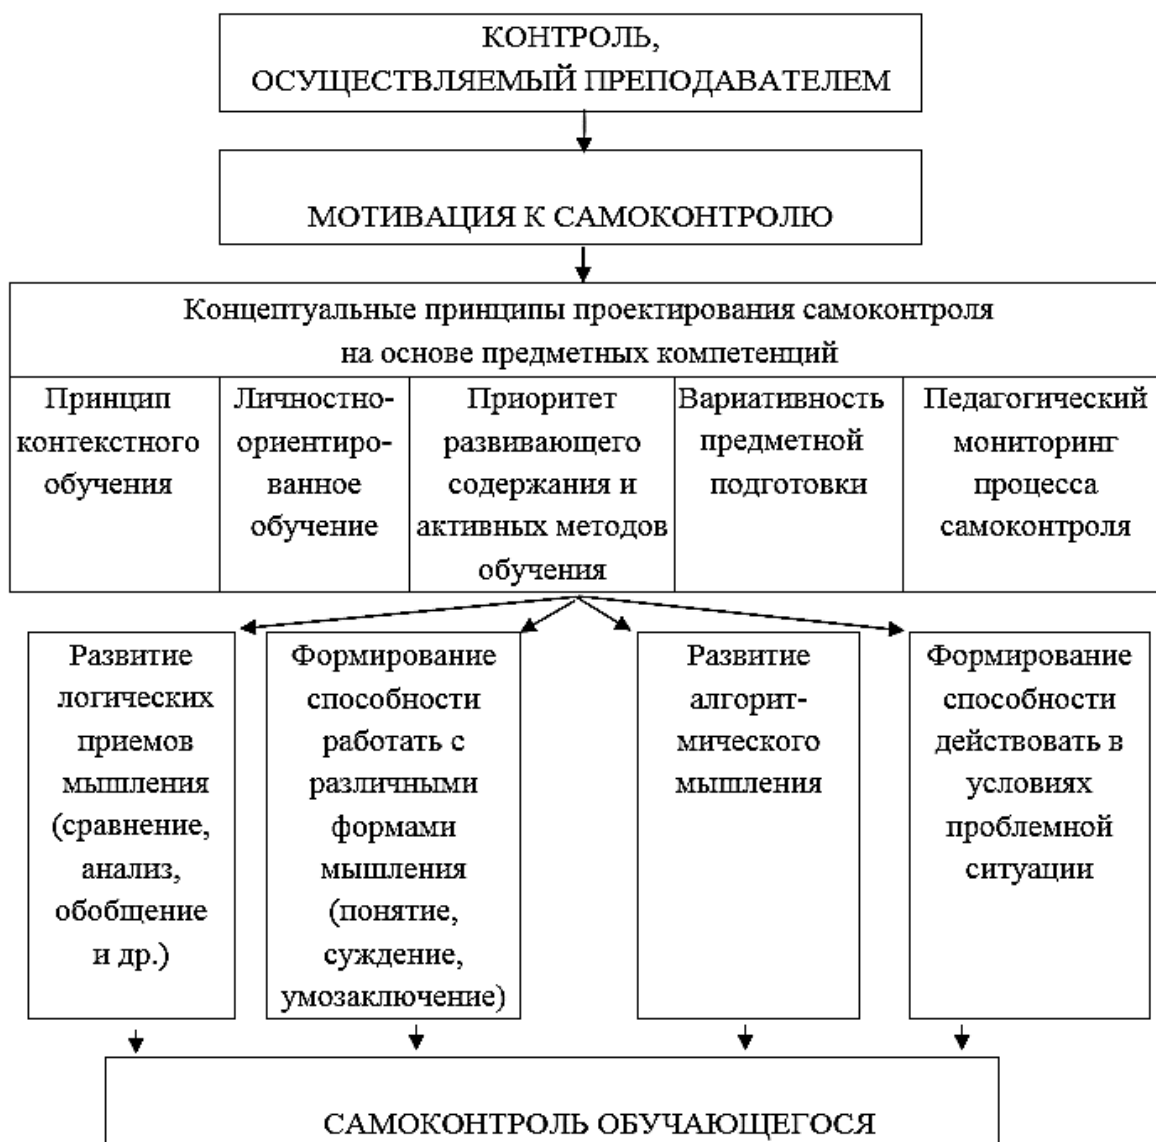 КОНТРОЛЬ,
ОСУЩЕСТВЛЯЕМЫЙ ПРЕПОДАВАТЕЛЕМ
МОТИВАЦИЯ К САМОКОНТРОЛЮ
Концептуальные принципы проектирования самоконтроля
на основе предметных компетенций
Принцип
контекстного
обучения
Личностно-
ориентиро-
ванное
обучение
Приоритет
развивающего
содержания и
активных методов
обучения
Вариативность
предметной
подготовки
Педагогический
мониторинг
процесса
самоконтроля
Развитие
логических
приемов
мышления
(сравнение,
анализ,
обобщение
и др.)
Формирование
способности
работать с
различными
формами
мышления
(понятие,
суждение,
умозаключение)
Развитие
алгорит-
мического
мышления
Формирование
способности
действовать в
условиях
проблемной
ситуации
САМОКОНТРОЛЬ ОБУЧАЮЩЕГОСЯ